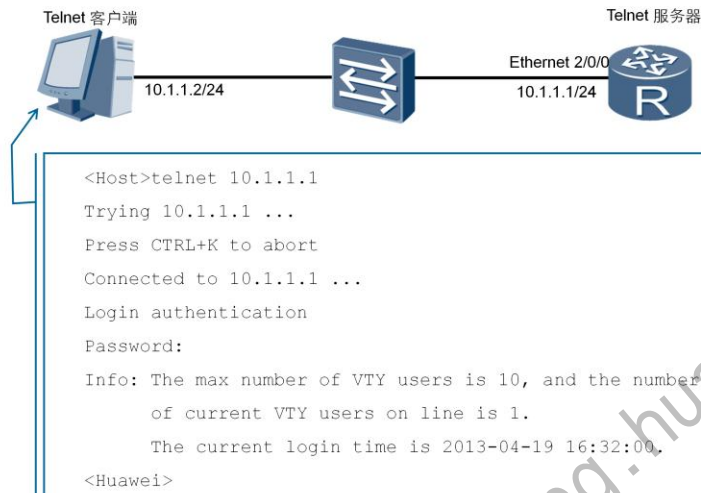 Telnet 客户端
Telnet 服务器
Ethernet 2/0/0
10.1.1.2/24
10.1.1.1/24
R
<Host>telnet 10.1.1.1
Trying 10.1.1.1 ...
Press CTRL+K to abort
Connected to 10.1.1.1 ...
Login authentication
Password:
Info: The max number of VTY users is 10, and the number
of current VTY users on line is 1.
The current login time is 2013-04-19 16:32:00.
<Huawei>